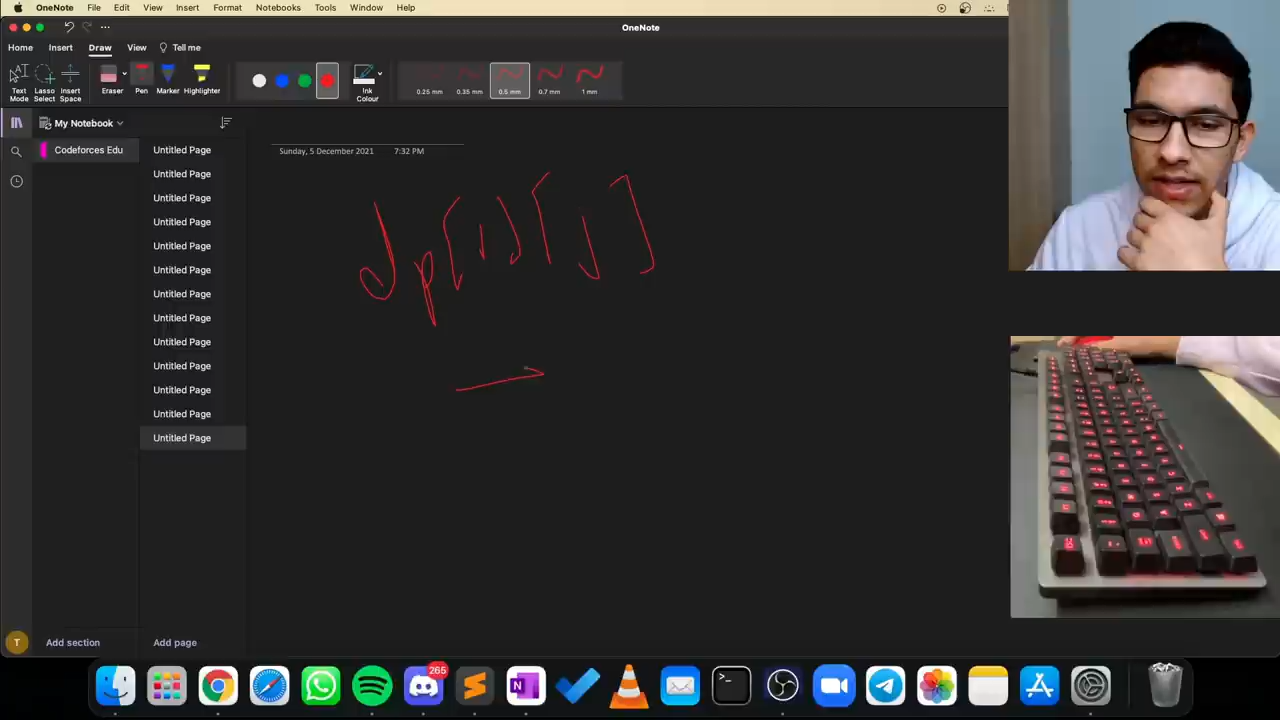 OneNote File Edit View Insert Format Notebooks Tools Window Help
OneNote
Home Insert Draw View Tell me
Text Mode Lasso Select Insert Space Eraser Pen Marker Highlighter Ink Colour 0.25 mm 0.35 mm 0.5 mm 0.7 mm 1 mm
My Notebook
Codeforces Edu
Untitled Page
Untitled Page
Untitled Page
Untitled Page
Untitled Page
Untitled Page
Untitled Page
Untitled Page
Untitled Page
Untitled Page
Untitled Page
Untitled Page
Untitled Page
Sunday, 5 December 2021 7:32 PM
dp[i][j]
T Add section Add page
265